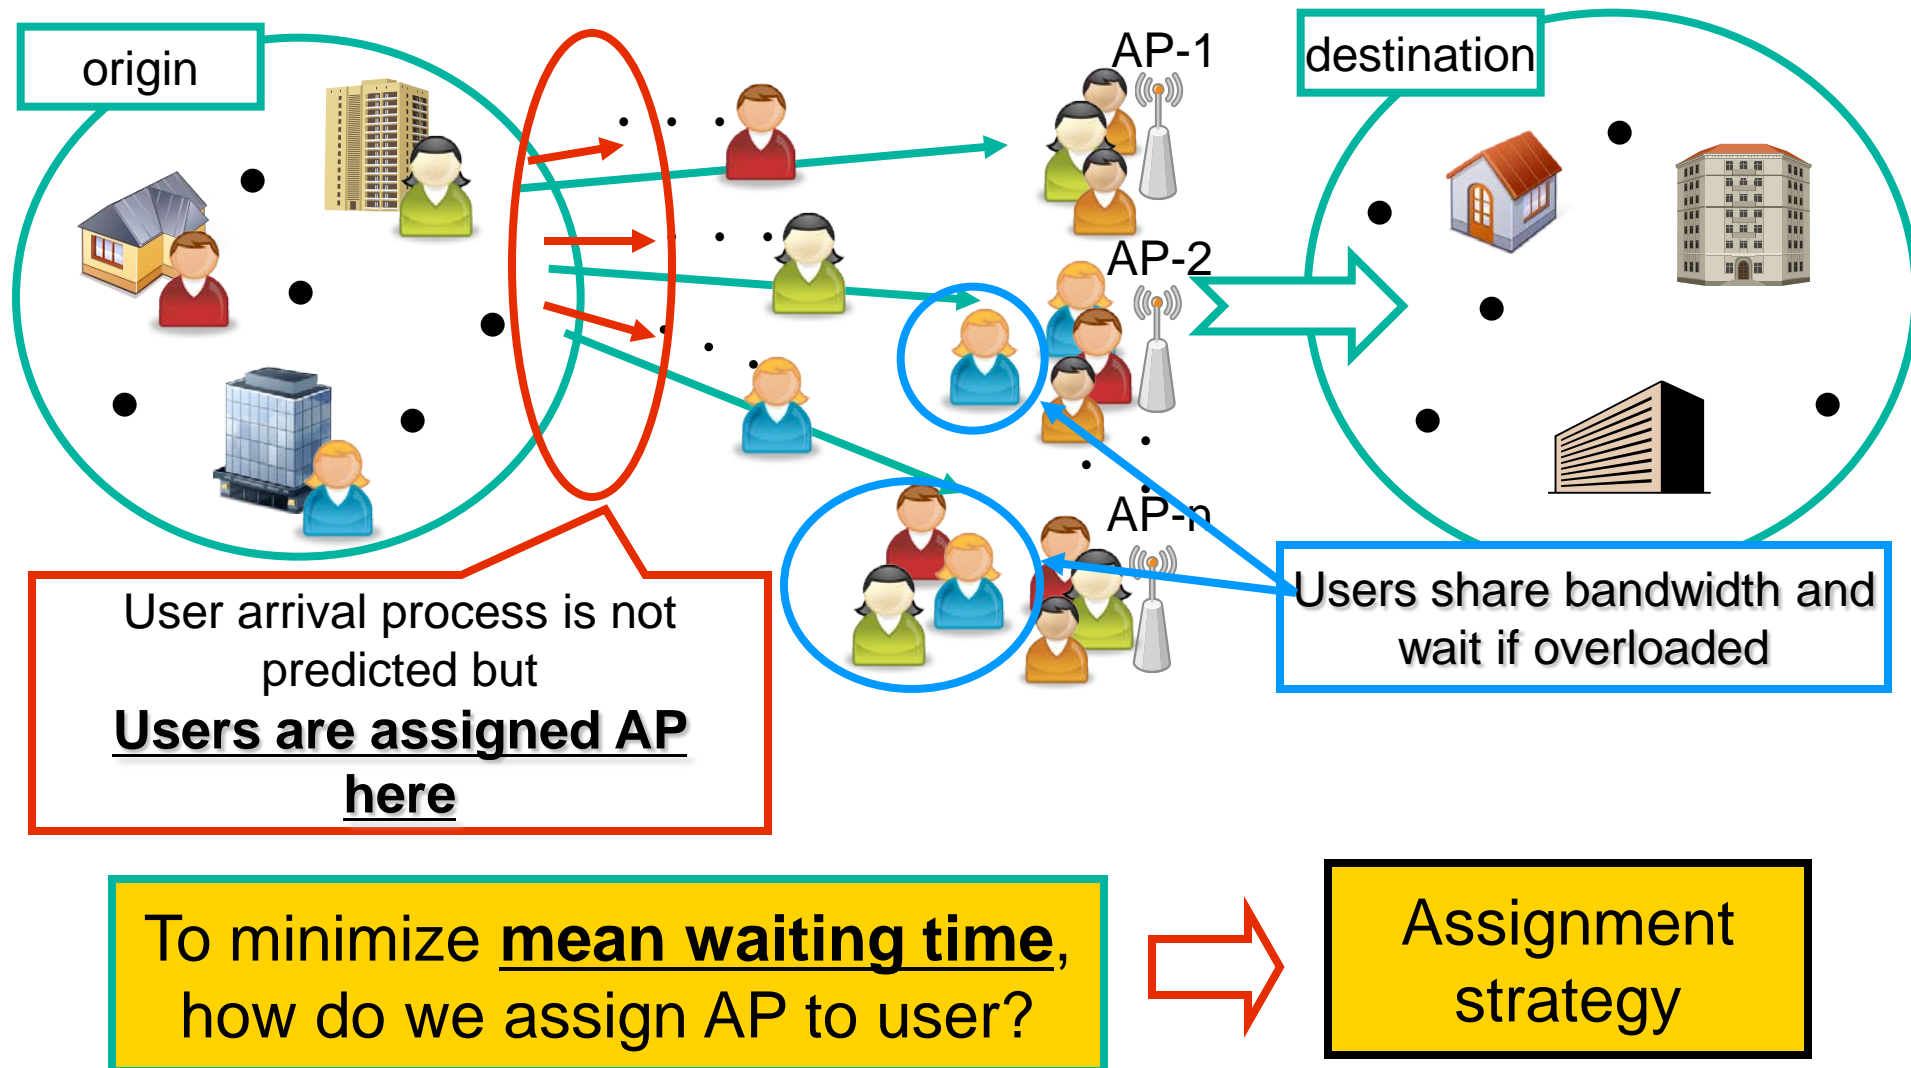 origin
AP-1
destination
AP-2
AP-n
Users share bandwidth and
wait if overloaded
User arrival process is not
predicted but
Users are assigned AP
here
To minimize mean waiting time,
how do we assign AP to user?
Assignment
strategy